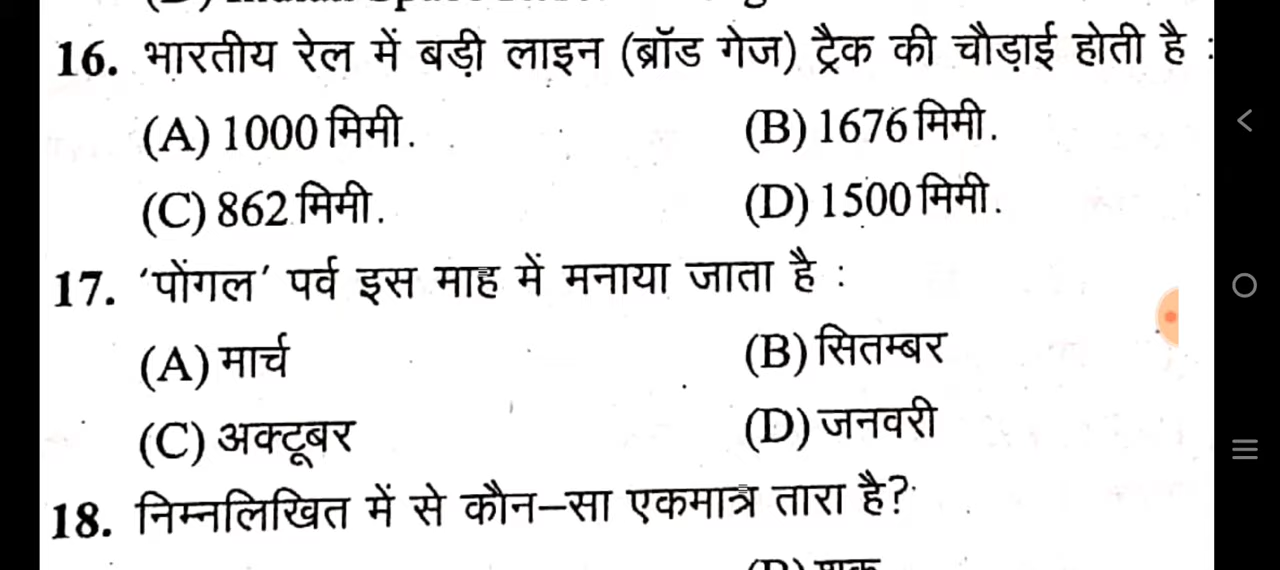 16. भारतीय रेल में बड़ी लाइन (ब्रॉड गेज) ट्रैक की चौड़ाई होती है :
(A) 1000 मिमी. (B) 1676 मिमी.
(C) 862 मिमी. (D) 1500 मिमी.
17. ‘पोंगल’ पर्व इस माह में मनाया जाता है :
(A) मार्च (B) सितम्बर
(C) अक्टूबर (D) जनवरी
18. निम्नलिखित में से कौन–सा एकमात्र तारा है?